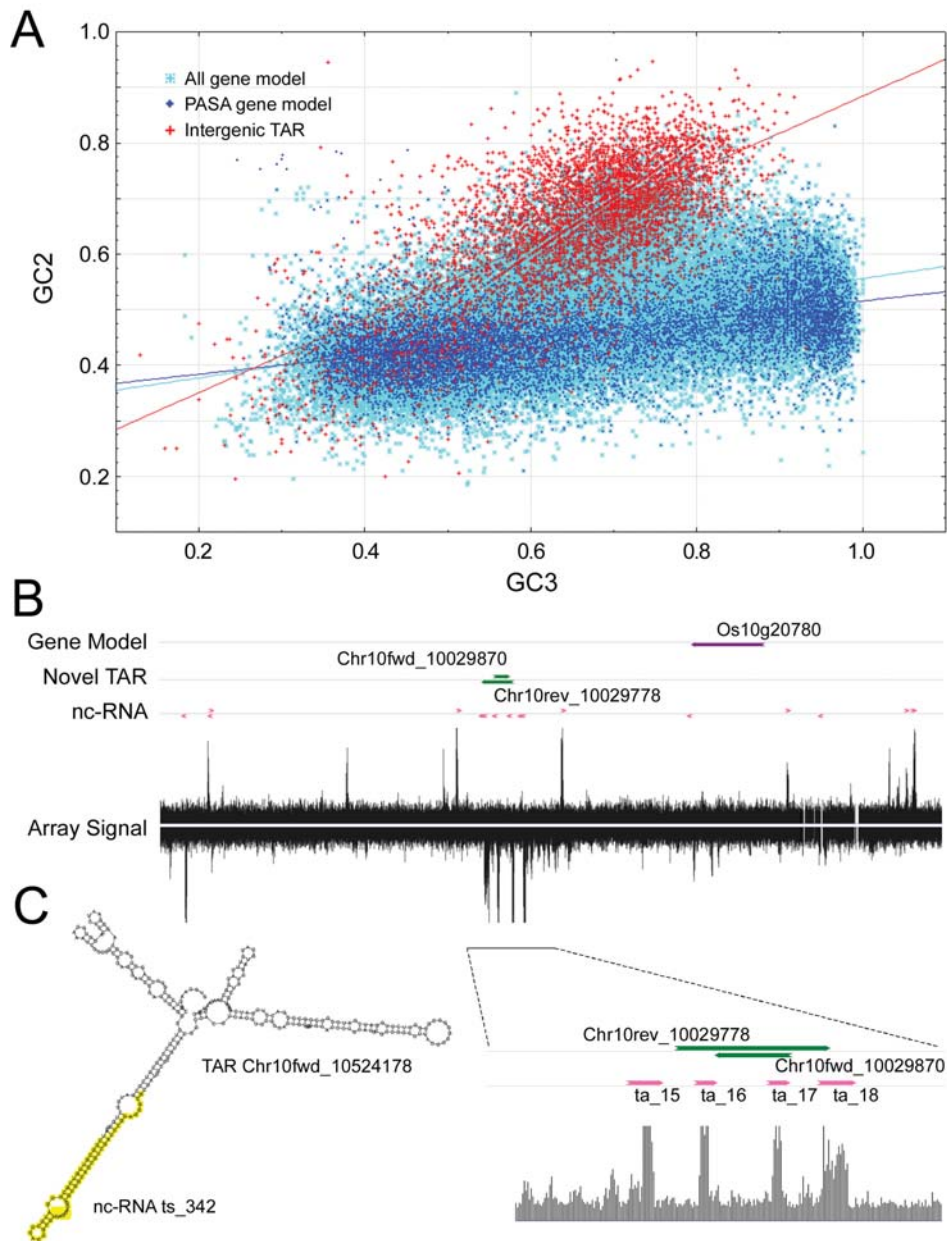 A
1.0
All gene model
PASA gene model
Intergenic TAR
0.8
0.6
GC2
0.4
0.2
0.2 0.4 0.6 0.8 1.0
GC3
B
Gene Model
Os10g20780
Chr10fwd_10029870
Novel TAR
Chr10rev_10029778
nc-RNA
Array Signal
C
TAR Chr10fwd_10524178
nc-RNA ts_342
Chr10rev_10029778
Chr10fwd_10029870
ta_15 ta_16 ta_17 ta_18